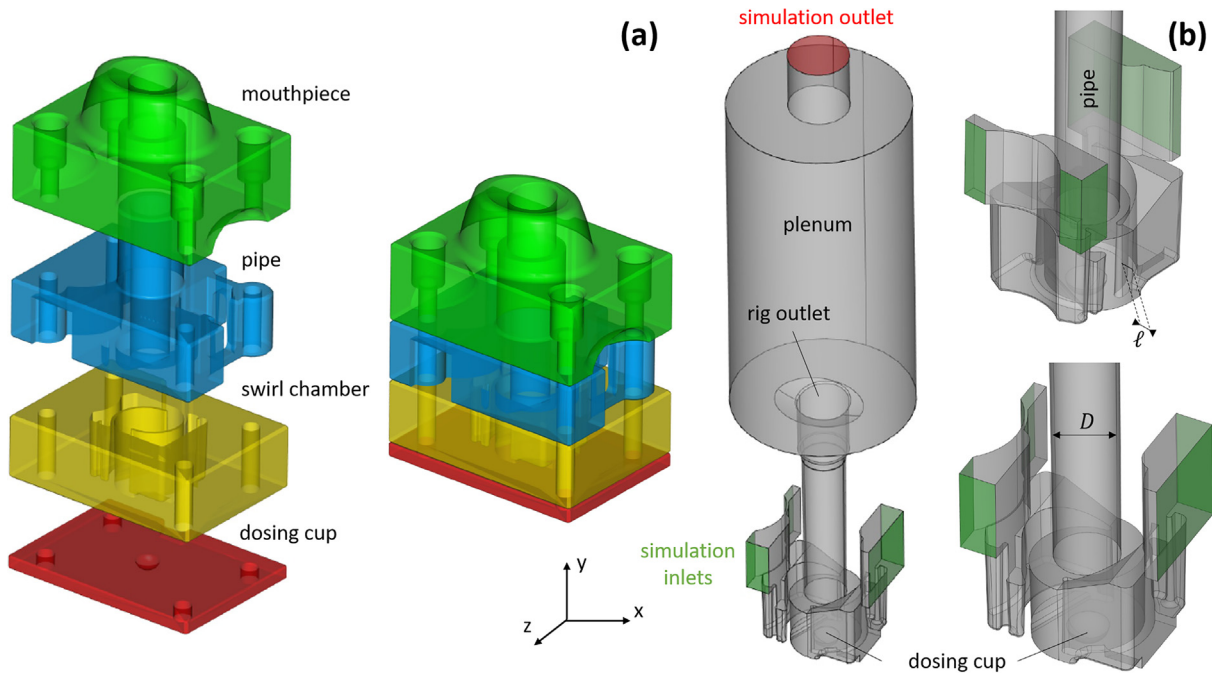 (a)
mouthpiece
pipe
swirl chamber
dosing cup
y
x
z
simulation outlet
plenum
rig outlet
simulation
inlets
dosing cup
(b)
pipe
ℓ
D